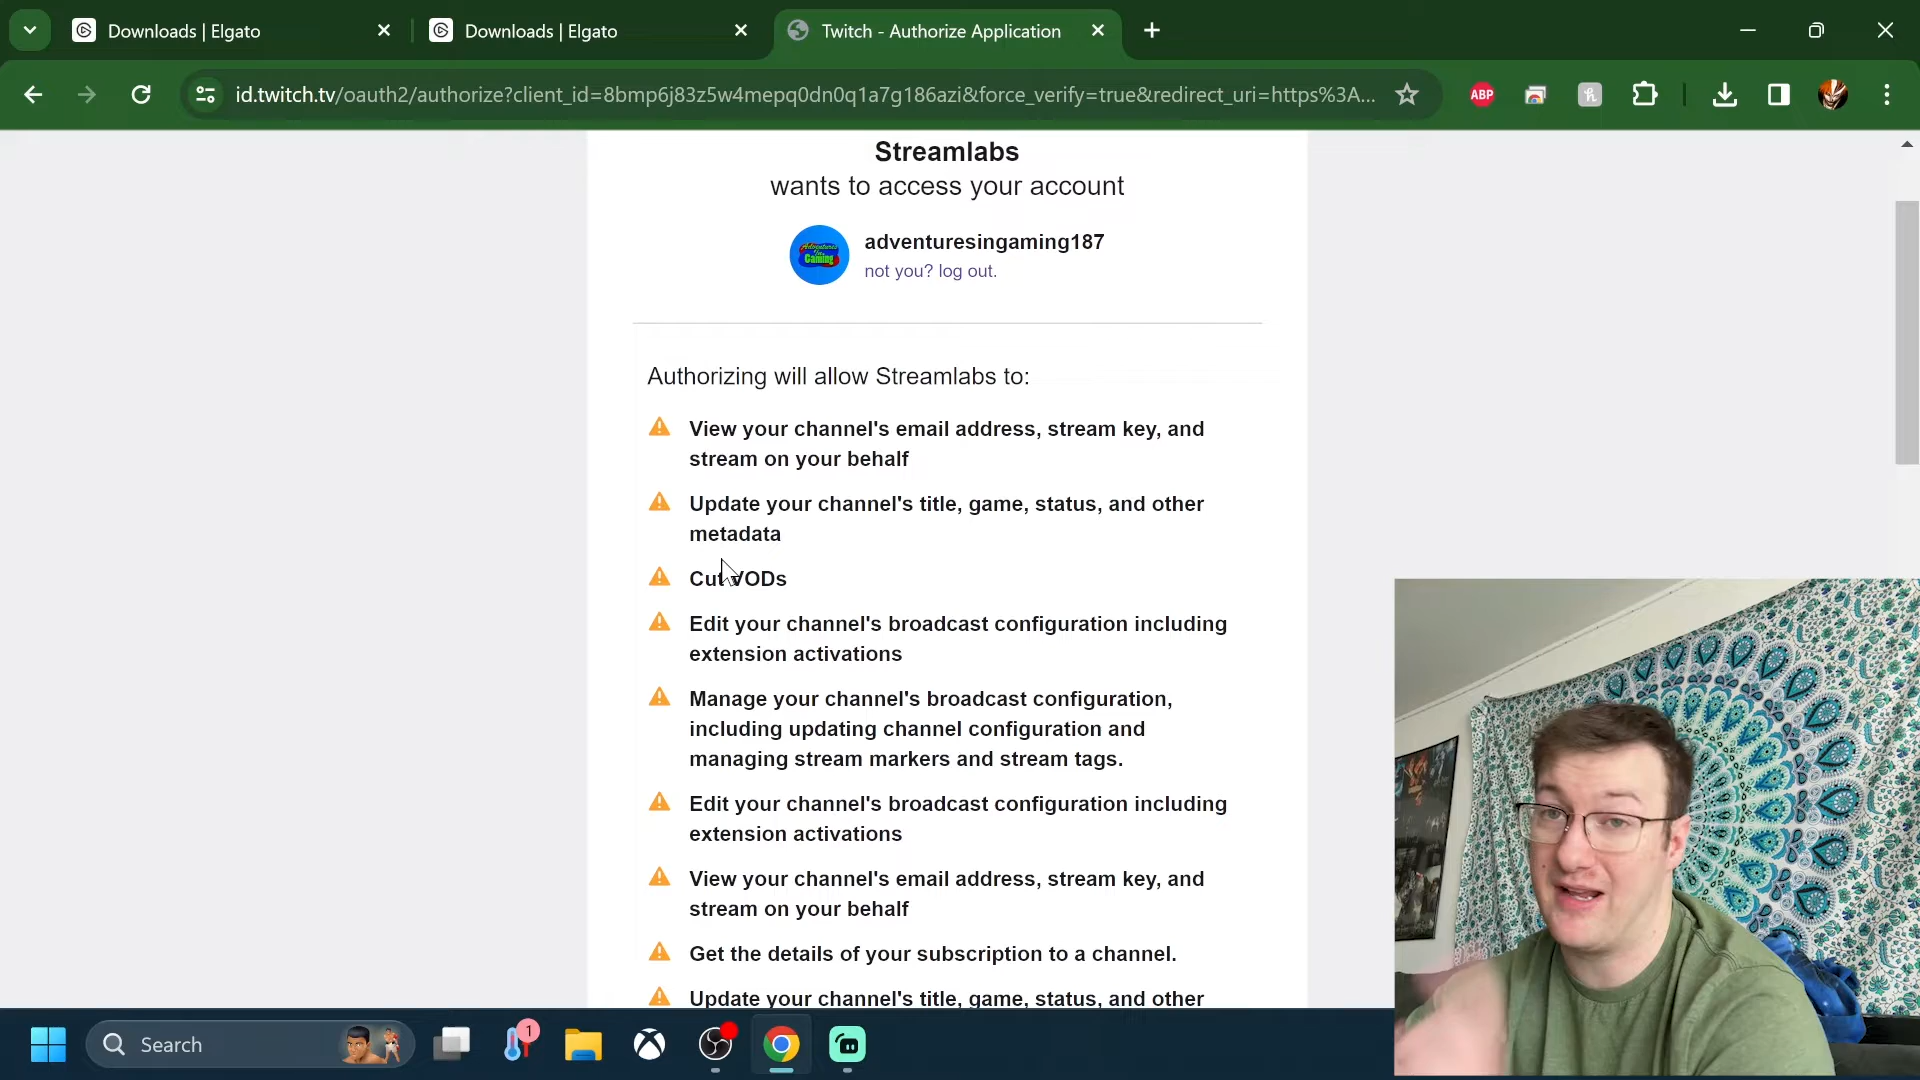 Downloads | Elgato
Downloads | Elgato
Twitch - Authorize Application
id.twitch.tv/oauth2/authorize?client_id=8bmp6j83z5w4mepq0dn0q1a7g186azi&force_verify=true&redirect_uri=https%3A...
ABP
Streamlabs
wants to access your account
Adventures
Gaming
adventuresingaming187
not you? log out.
Authorizing will allow Streamlabs to:
View your channel's email address, stream key, and
stream on your behalf
Update your channel's title, game, status, and other
metadata
Cut VODs
Edit your channel's broadcast configuration including
extension activations
Manage your channel's broadcast configuration,
including updating channel configuration and
managing stream markers and stream tags.
Edit your channel's broadcast configuration including
extension activations
View your channel's email address, stream key, and
stream on your behalf
Get the details of your subscription to a channel.
Update your channel's title, game, status, and other
Search
1